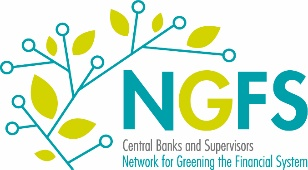 NGFS
Central Banks and Supervisors
Network for Greening the Financial System